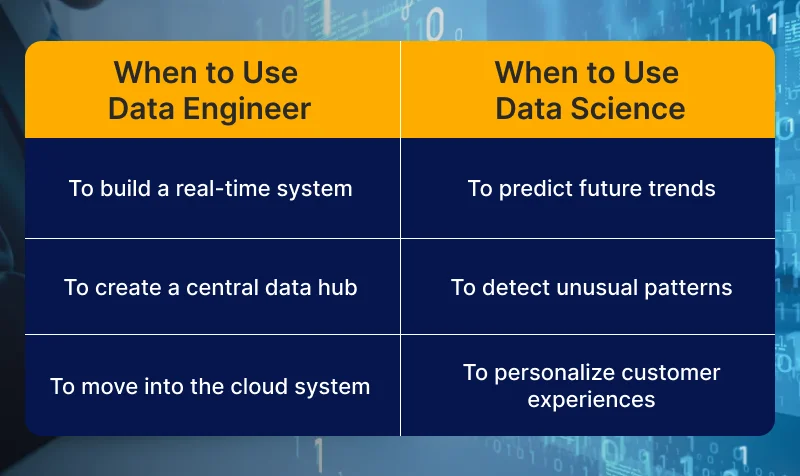 When to Use
Data Engineer
When to Use
Data Science
To build a real-time system
To predict future trends
To create a central data hub
To detect unusual patterns
To move into the cloud system
To personalize customer
experiences